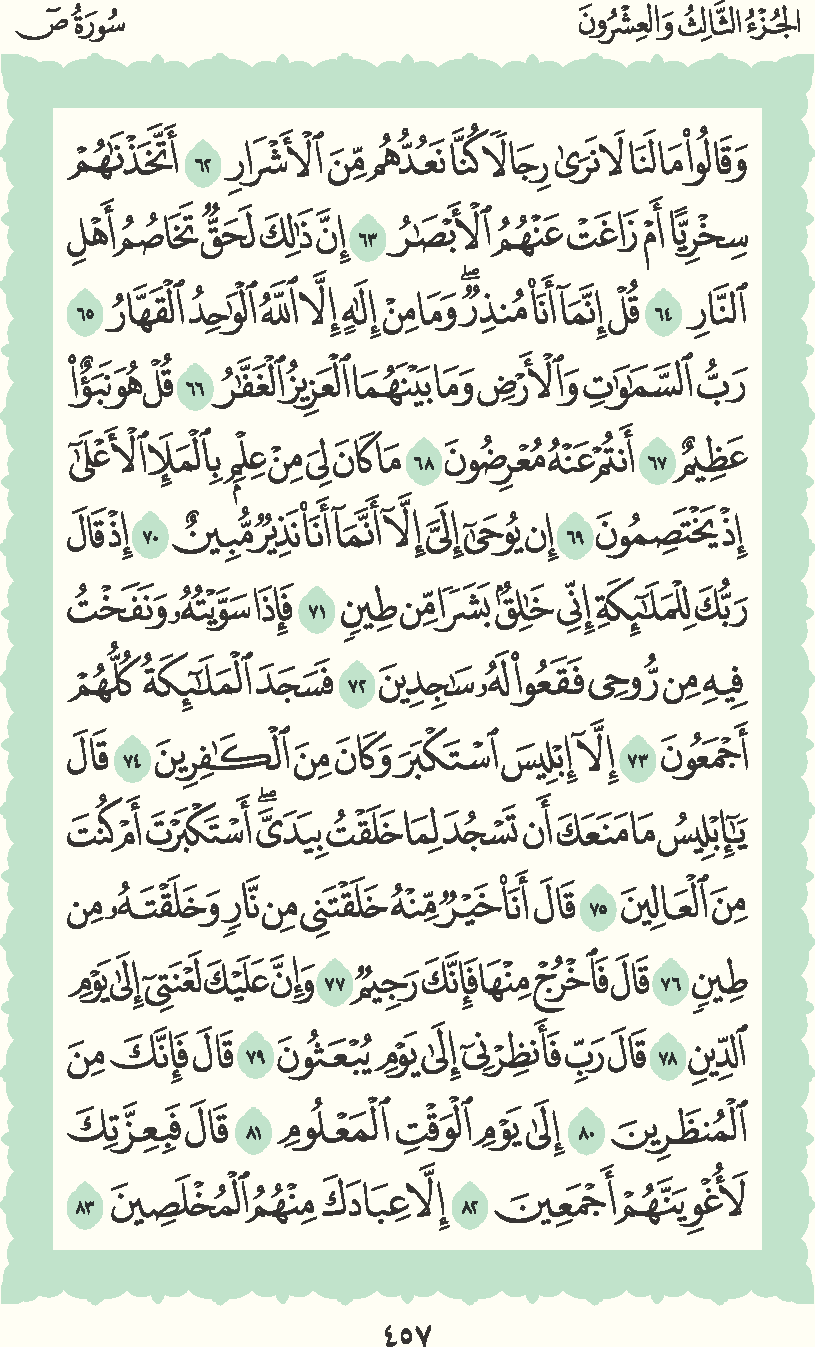 الجُزْءُ الثَّالِثُ وَالعِشْرُونَ
سُورَةُ صٓ
وَقَالُواْ مَا لَنَا لَا نَرَىٰ رِجَالًا كُنَّا نَعُدُّهُم مِّنَ ٱلْأَشْرَارِ ٦٢ أَتَّخَذْنَٰهُمْ
سِخْرِيًّا أَمْ زَاغَتْ عَنْهُمُ ٱلْأَبْصَٰرُ ٦٣ إِنَّ ذَٰلِكَ لَحَقٌّ تَخَاصُمُ أَهْلِ
ٱلنَّارِ ٦٤ قُلْ إِنَّمَآ أَنَا۠ مُنذِرٌ ۖ وَمَا مِنْ إِلَٰهٍ إِلَّا ٱللَّهُ ٱلْوَٰحِدُ ٱلْقَهَّارُ ٦٥
رَبُّ ٱلسَّمَٰوَٰتِ وَٱلْأَرْضِ وَمَا بَيْنَهُمَا ٱلْعَزِيزُ ٱلْغَفَّٰرُ ٦٦ قُلْ هُوَ نَبَؤٌاْ
عَظِيمٌ ٦٧ أَنتُمْ عَنْهُ مُعْرِضُونَ ٦٨ مَا كَانَ لِىَ مِنْ عِلْمٍۭ بِٱلْمَلَإِ ٱلْأَعْلَىٰٓ
إِذْ يَخْتَصِمُونَ ٦٩ إِن يُوحَىٰٓ إِلَىَّ إِلَّآ أَنَّمَآ أَنَا۠ نَذِيرٌ مُّبِينٌ ٧٠ إِذْ قَالَ
رَبُّكَ لِلْمَلَٰٓئِكَةِ إِنِّى خَٰلِقٌۢ بَشَرًا مِّن طِينٍ ٧١ فَإِذَا سَوَّيْتُهُۥ وَنَفَخْتُ
فِيهِ مِن رُّوحِى فَقَعُواْ لَهُۥ سَٰجِدِينَ ٧٢ فَسَجَدَ ٱلْمَلَٰٓئِكَةُ كُلُّهُمْ
أَجْمَعُونَ ٧٣ إِلَّآ إِبْلِيسَ ٱسْتَكْبَرَ وَكَانَ مِنَ ٱلْكَٰفِرِينَ ٧٤ قَالَ
يَٰٓإِبْلِيسُ مَا مَنَعَكَ أَن تَسْجُدَ لِمَا خَلَقْتُ بِيَدَىَّ ۖ أَسْتَكْبَرْتَ أَمْ كُنتَ
مِنَ ٱلْعَالِينَ ٧٥ قَالَ أَنَا۠ خَيْرٌ مِّنْهُ خَلَقْتَنِى مِن نَّارٍ وَخَلَقْتَهُۥ مِن
طِينٍ ٧٦ قَالَ فَٱخْرُجْ مِنْهَا فَإِنَّكَ رَجِيمٌ ٧٧ وَإِنَّ عَلَيْكَ لَعْنَتِىٓ إِلَىٰ يَوْمِ
ٱلدِّينِ ٧٨ قَالَ رَبِّ فَأَنظِرْنِىٓ إِلَىٰ يَوْمِ يُبْعَثُونَ ٧٩ قَالَ فَإِنَّكَ مِنَ
ٱلْمُنظَرِينَ ٨٠ إِلَىٰ يَوْمِ ٱلْوَقْتِ ٱلْمَعْلُومِ ٨١ قَالَ فَبِعِزَّتِكَ
لَأُغْوِيَنَّهُمْ أَجْمَعِينَ ٨٢ إِلَّا عِبَادَكَ مِنْهُمُ ٱلْمُخْلَصِينَ ٨٣
٤٥٧